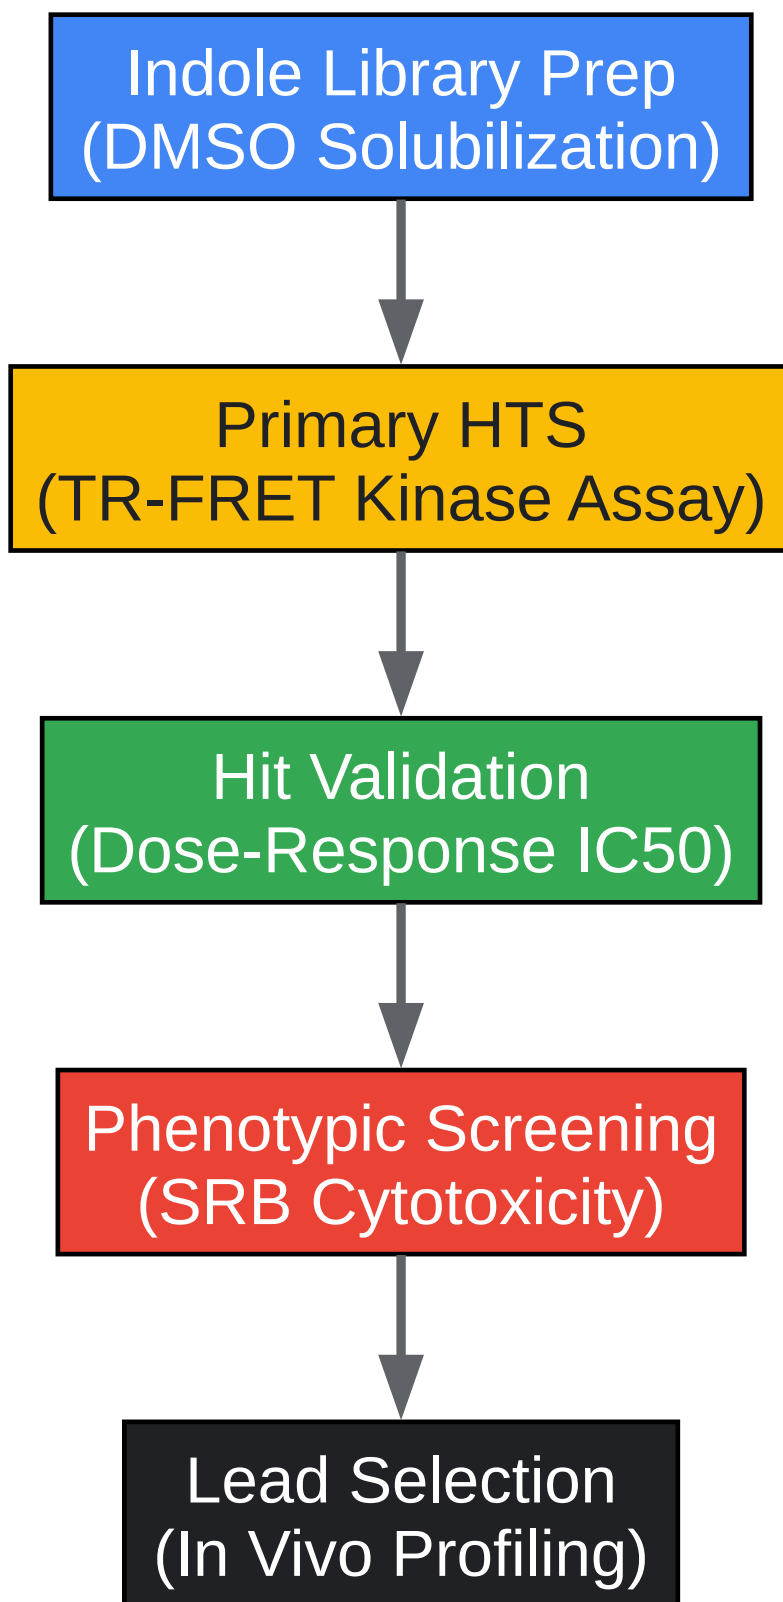 Indole Library Prep
(DMSO Solubilization)
Primary HTS
(TR-FRET Kinase Assay)
Hit Validation
(Dose-Response IC50)
Phenotypic Screening
(SRB Cytotoxicity)
Lead Selection
(In Vivo Profiling)